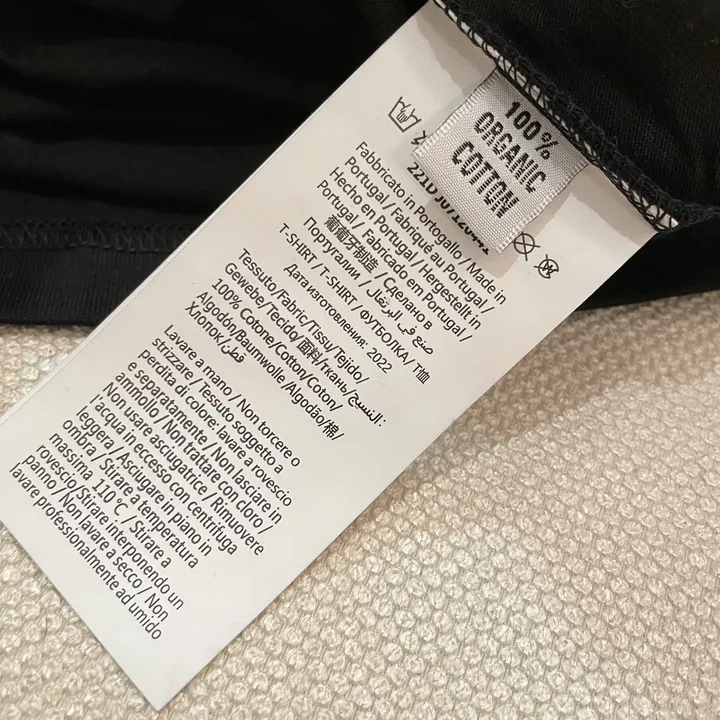 100%
ORGANIC
COTTON
Fabbricato in Portogallo / Made in
Portugal / Fabriqué au Portugal /
Hecho en Portugal / Hergestellt in
Portugal / Fabricado em Portugal /
葡萄牙制造 / Сделано в
Португалии / صنع في البرتغال
T-SHIRT / T-SHIRT / ФУТБОЛКА / T恤
Дата изготовления: 2022
Tessuto/Fabric/Tissu/Tejido/
Gewebe/Tecido/面料/Ткань/النسيج:
100% Cotone/Cotton/Coton/
Algodón/Baumwolle/Algodão/棉/
Хлопок/قطن
Lavare a mano / Non torcere o
strizzare / Tessuto soggetto a
perdita di colore: lavare a rovescio
e separatamente / Non lasciare in
ammollo / Non trattare con cloro /
Non usare asciugatrice / Rimuovere
l'acqua in eccesso con centrifuga
leggera / Asciugare in piano in
ombra / Stirare a temperatura
massima 110°C / Stirare a
rovescio/Stirare interponendo un
panno / Non lavare a secco / Non
lavare professionalmente ad umido